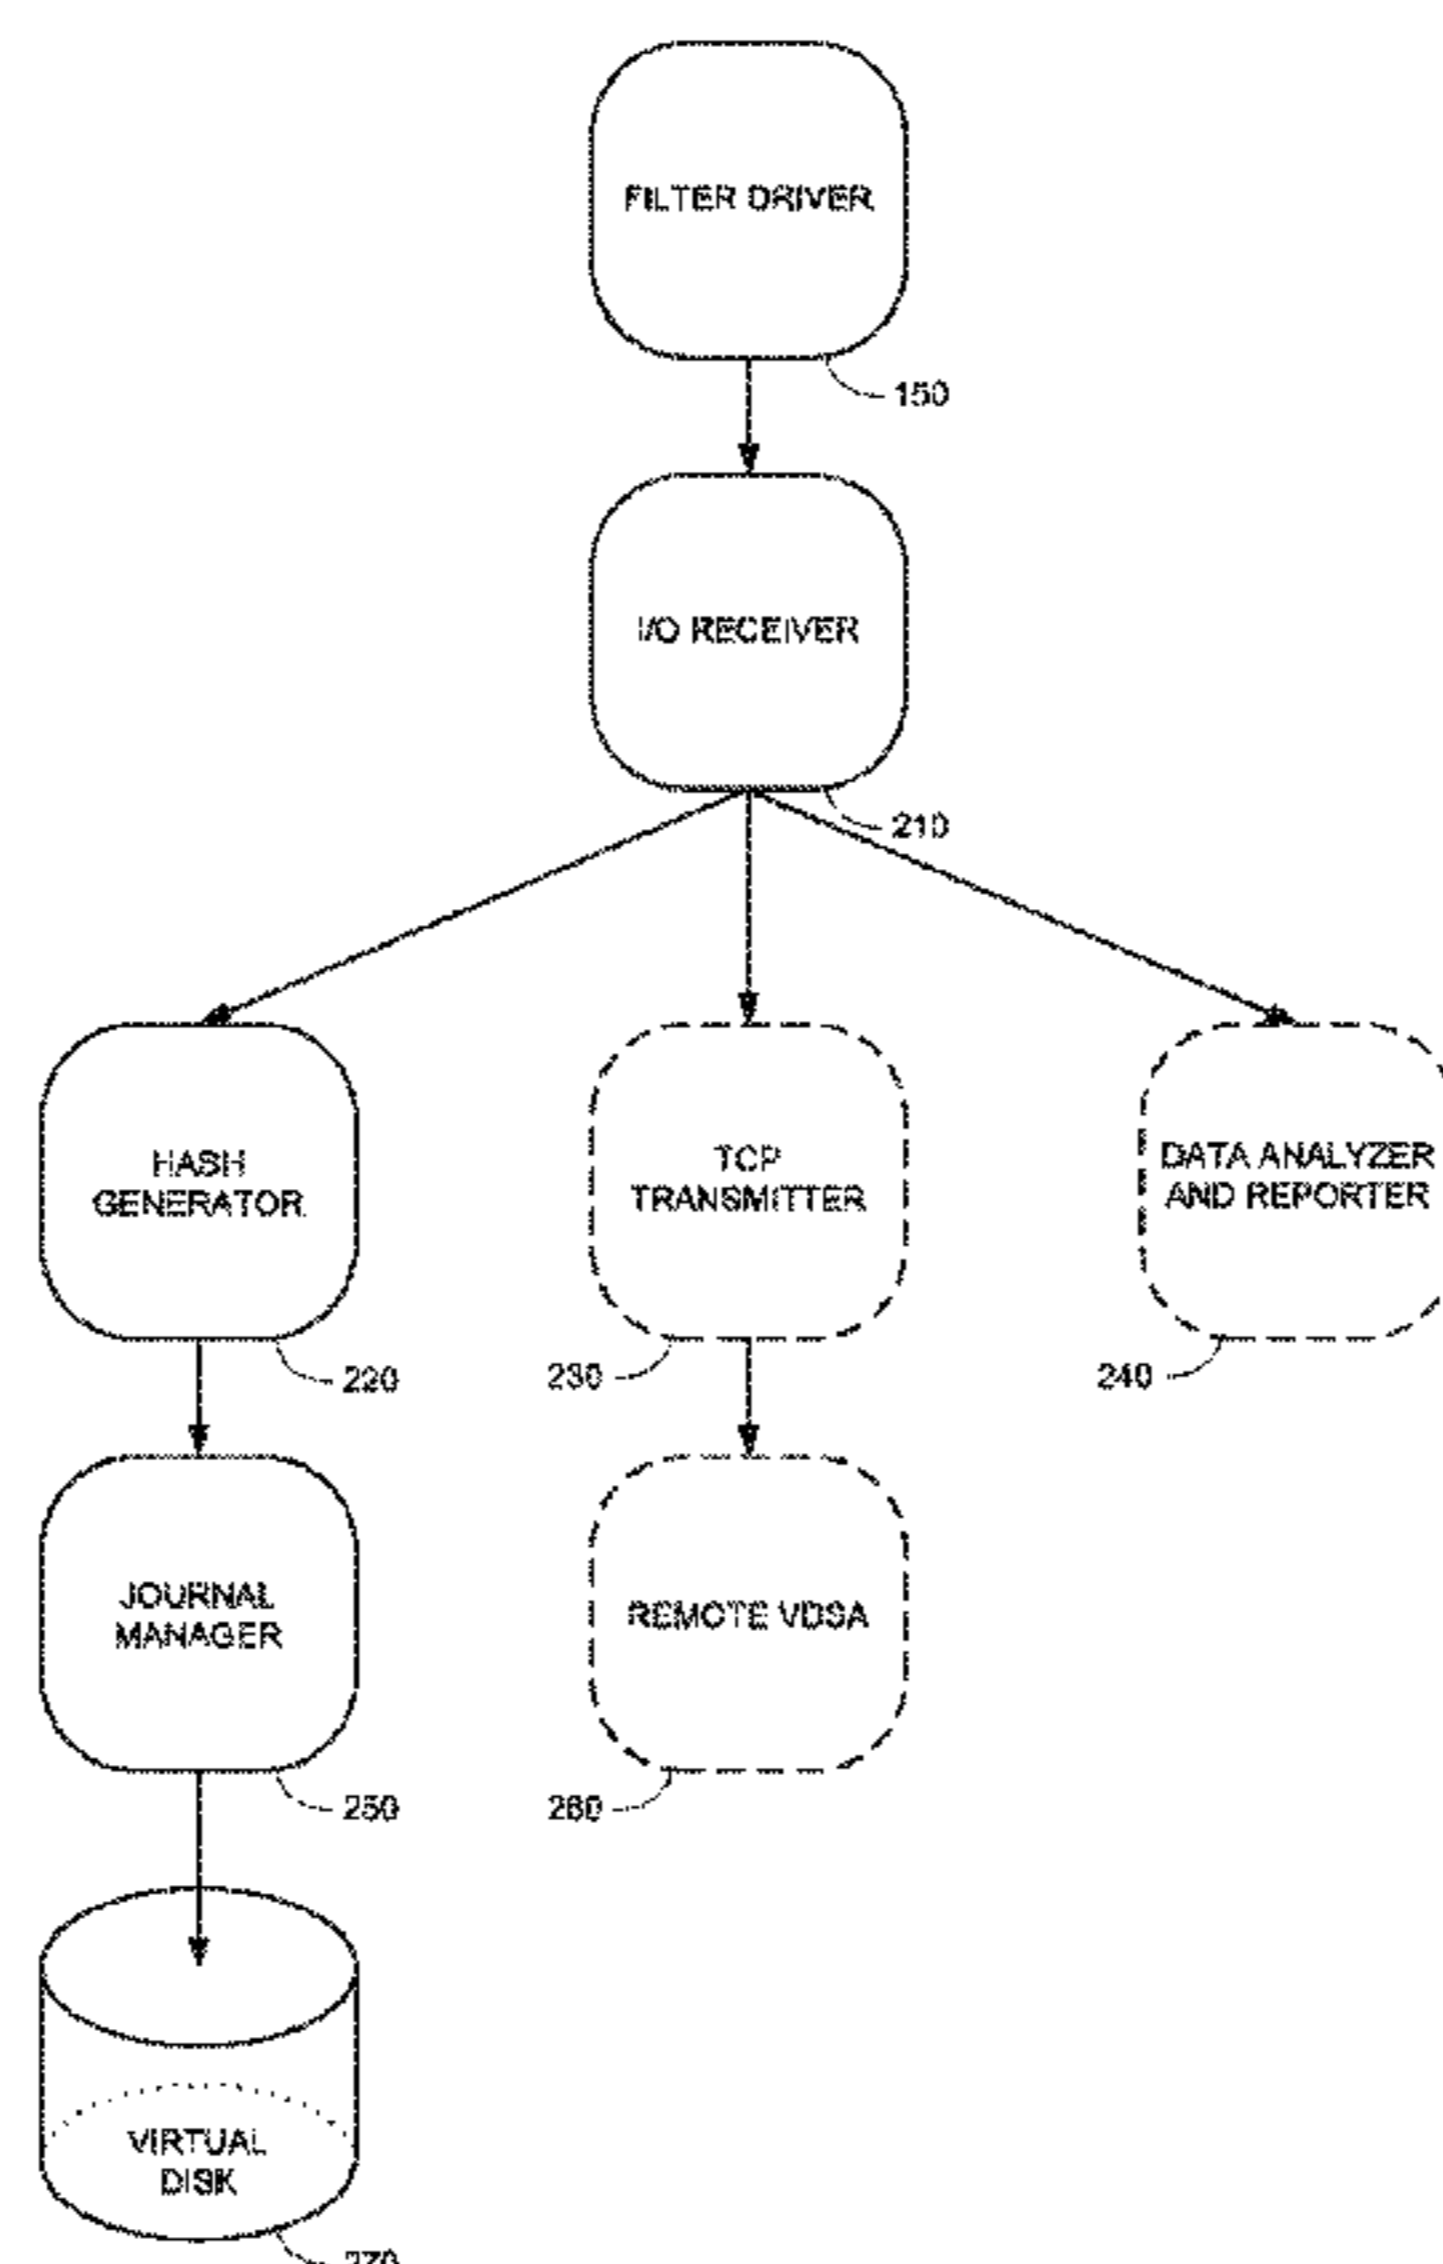 FILTER DRIVER
150
I/O RECEIVER
210
HASH
GENERATOR
TCP
TRANSMITTER
DATA ANALYZER
AND REPORTER
220
230
240
JOURNAL
MANAGER
REMOTE VDSA
250
260
VIRTUAL
DISK
270